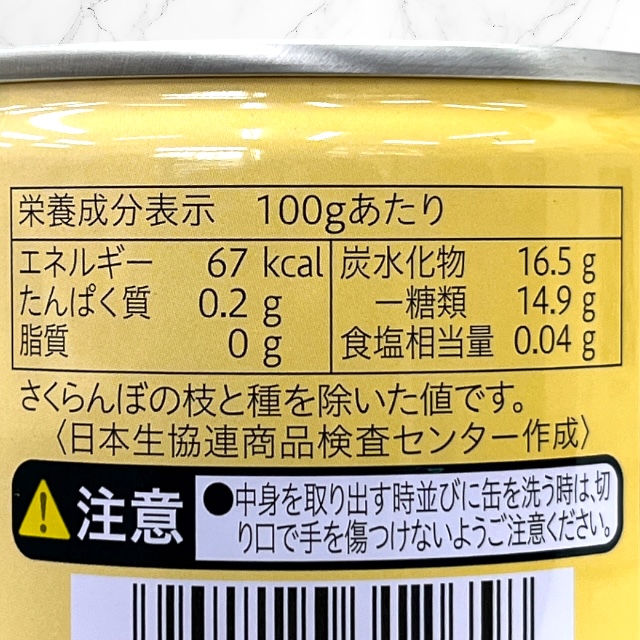 栄養成分表示 100gあたり
エネルギー 67 kcal 炭水化物 16.5 g
たんぱく質 0.2 g －糖類 14.9 g
脂質 0 g 食塩相当量 0.04 g
さくらんぼの枝と種を除いた値です。
〈日本生協連商品検査センター作成〉
注意
●中身を取り出す時並びに缶を洗う時は、切
り口で手を傷つけないようご注意ください。